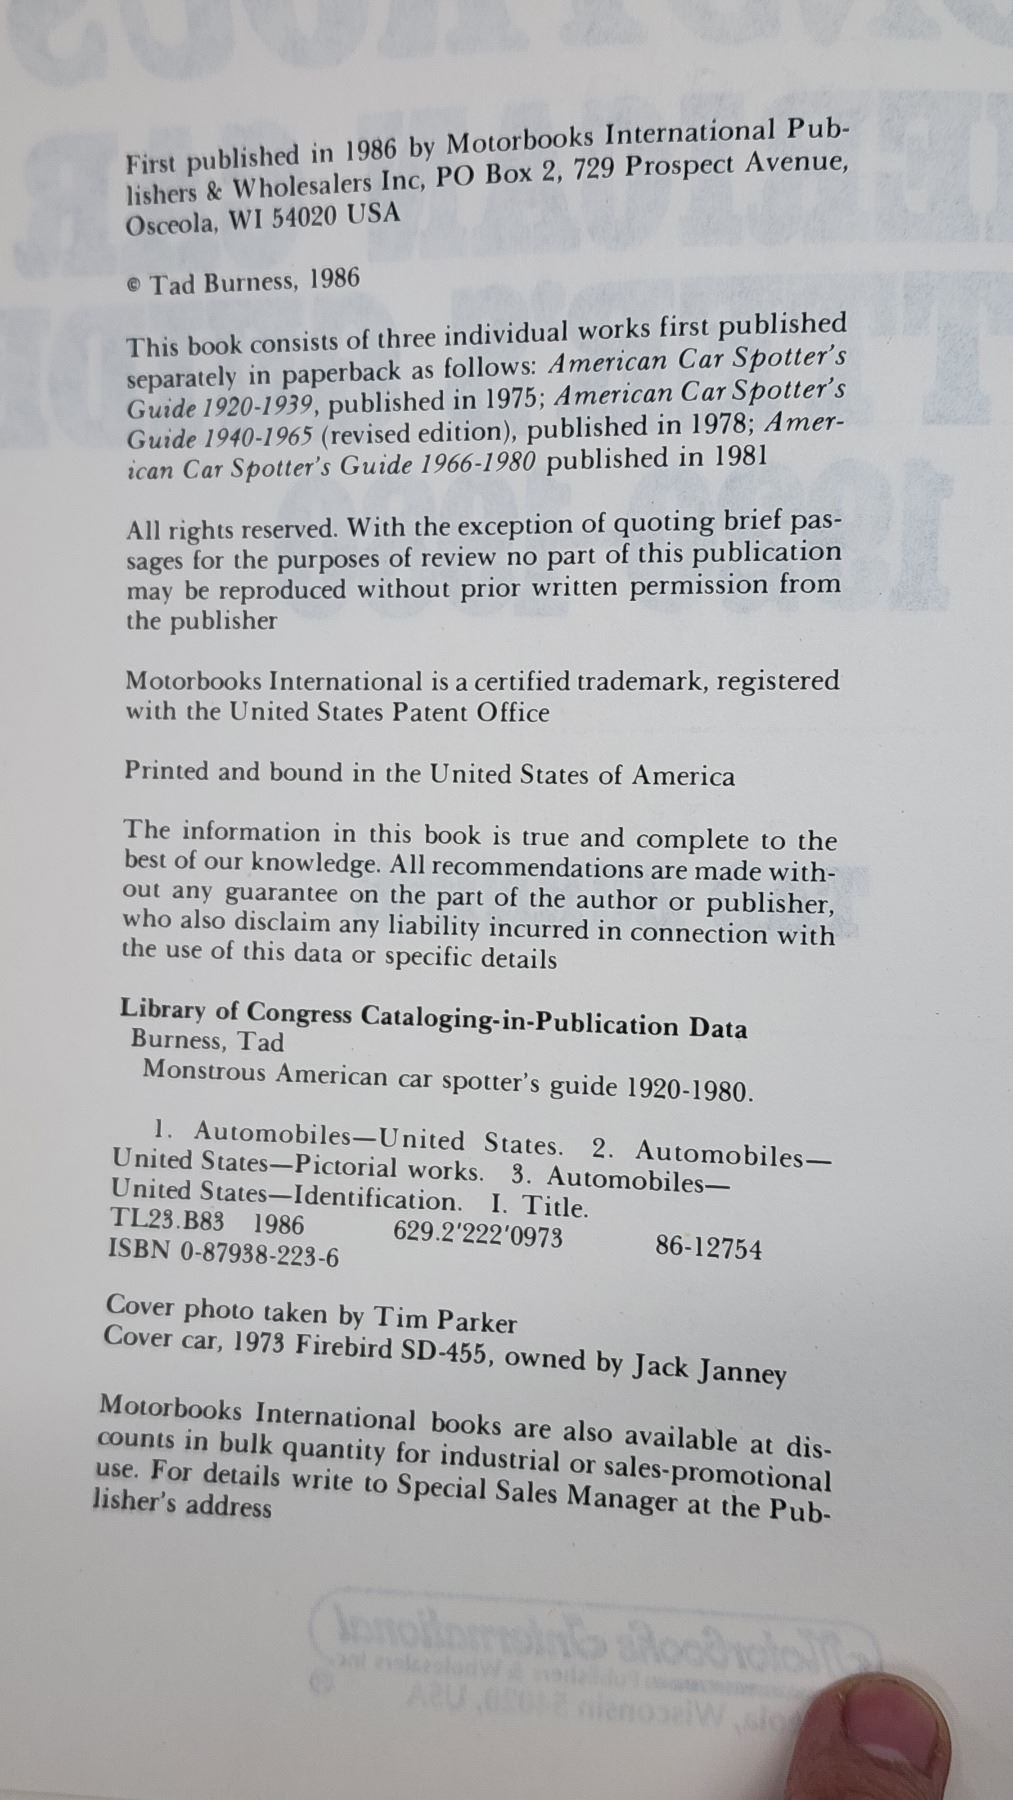 First published in 1986 by Motorbooks International Pub-
lishers & Wholesalers Inc, PO Box 2, 729 Prospect Avenue,
Osceola, WI 54020 USA
© Tad Burness, 1986
This book consists of three individual works first published
separately in paperback as follows: American Car Spotter's
Guide 1920-1939, published in 1975; American Car Spotter's
Guide 1940-1965 (revised edition), published in 1978; Amer-
ican Car Spotter's Guide 1966-1980 published in 1981
All rights reserved. With the exception of quoting brief pas-
sages for the purposes of review no part of this publication
may be reproduced without prior written permission from
the publisher
Motorbooks International is a certified trademark, registered
with the United States Patent Office
Printed and bound in the United States of America
The information in this book is true and complete to the
best of our knowledge. All recommendations are made with-
out any guarantee on the part of the author or publisher,
who also disclaim any liability incurred in connection with
the use of this data or specific details
Library of Congress Cataloging-in-Publication Data
Burness, Tad
Monstrous American car spotter's guide 1920-1980.
1. Automobiles—United States. 2. Automobiles—
United States—Pictorial works. 3. Automobiles—
United States—Identification. I. Title.
TL23.B83 1986 629.2'222'0973 86-12754
ISBN 0-87938-223-6
Cover photo taken by Tim Parker
Cover car, 1973 Firebird SD-455, owned by Jack Janney
Motorbooks International books are also available at dis-
counts in bulk quantity for industrial or sales-promotional
use. For details write to Special Sales Manager at the Pub-
lisher's address